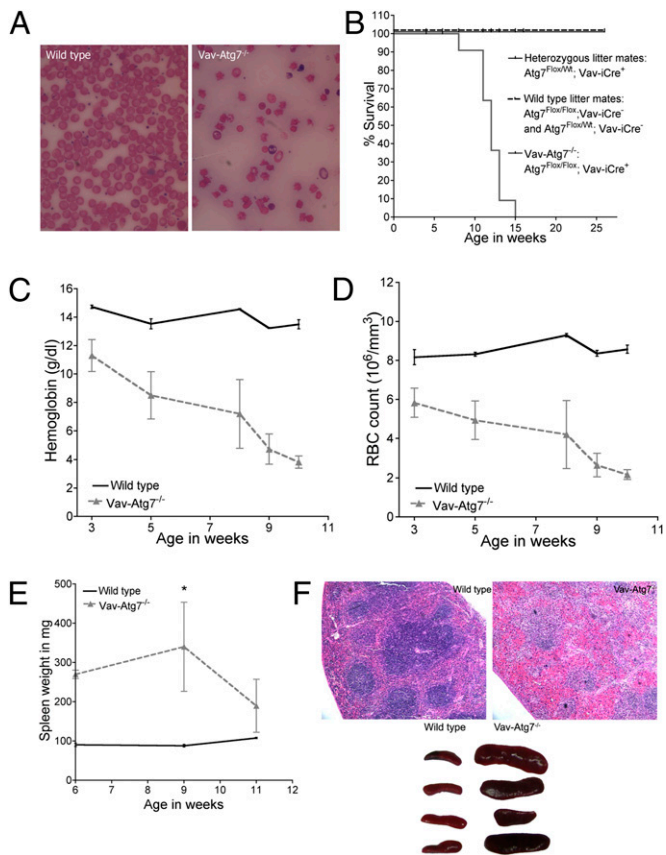 A
Wild type
Vav-Atg7-/-
B
% Survival
110
100
90
80
70
60
50
40
30
20
10
0
0 5 10 15 20 25
Age in weeks
Heterozygous litter mates:
Atg7Flox/Wt; Vav-iCre+
Wild type litter mates:
Atg7Flox/Flox;Vav-iCre-
and Atg7Flox/Wt; Vav-iCre-
Vav-Atg7-/-:
Atg7Flox/Flox; Vav-iCre+
C
Hemoglobin (g/dl)
16
14
12
10
8
6
4
2
0
Wild type
Vav-Atg7-/-
3 5 7 9 11
Age in weeks
D
RBC count (10^6/mm^3)
12
10
8
6
4
2
0
Wild type
Vav-Atg7-/-
3 5 7 9 11
Age in weeks
E
Spleen weight in mg
500
400
300
200
100
0
Wild type
Vav-Atg7-/-
*
6 7 8 9 10 11 12
Age in weeks
F
Wild type
Vav-Atg7
Wild type
Vav-Atg7-/-